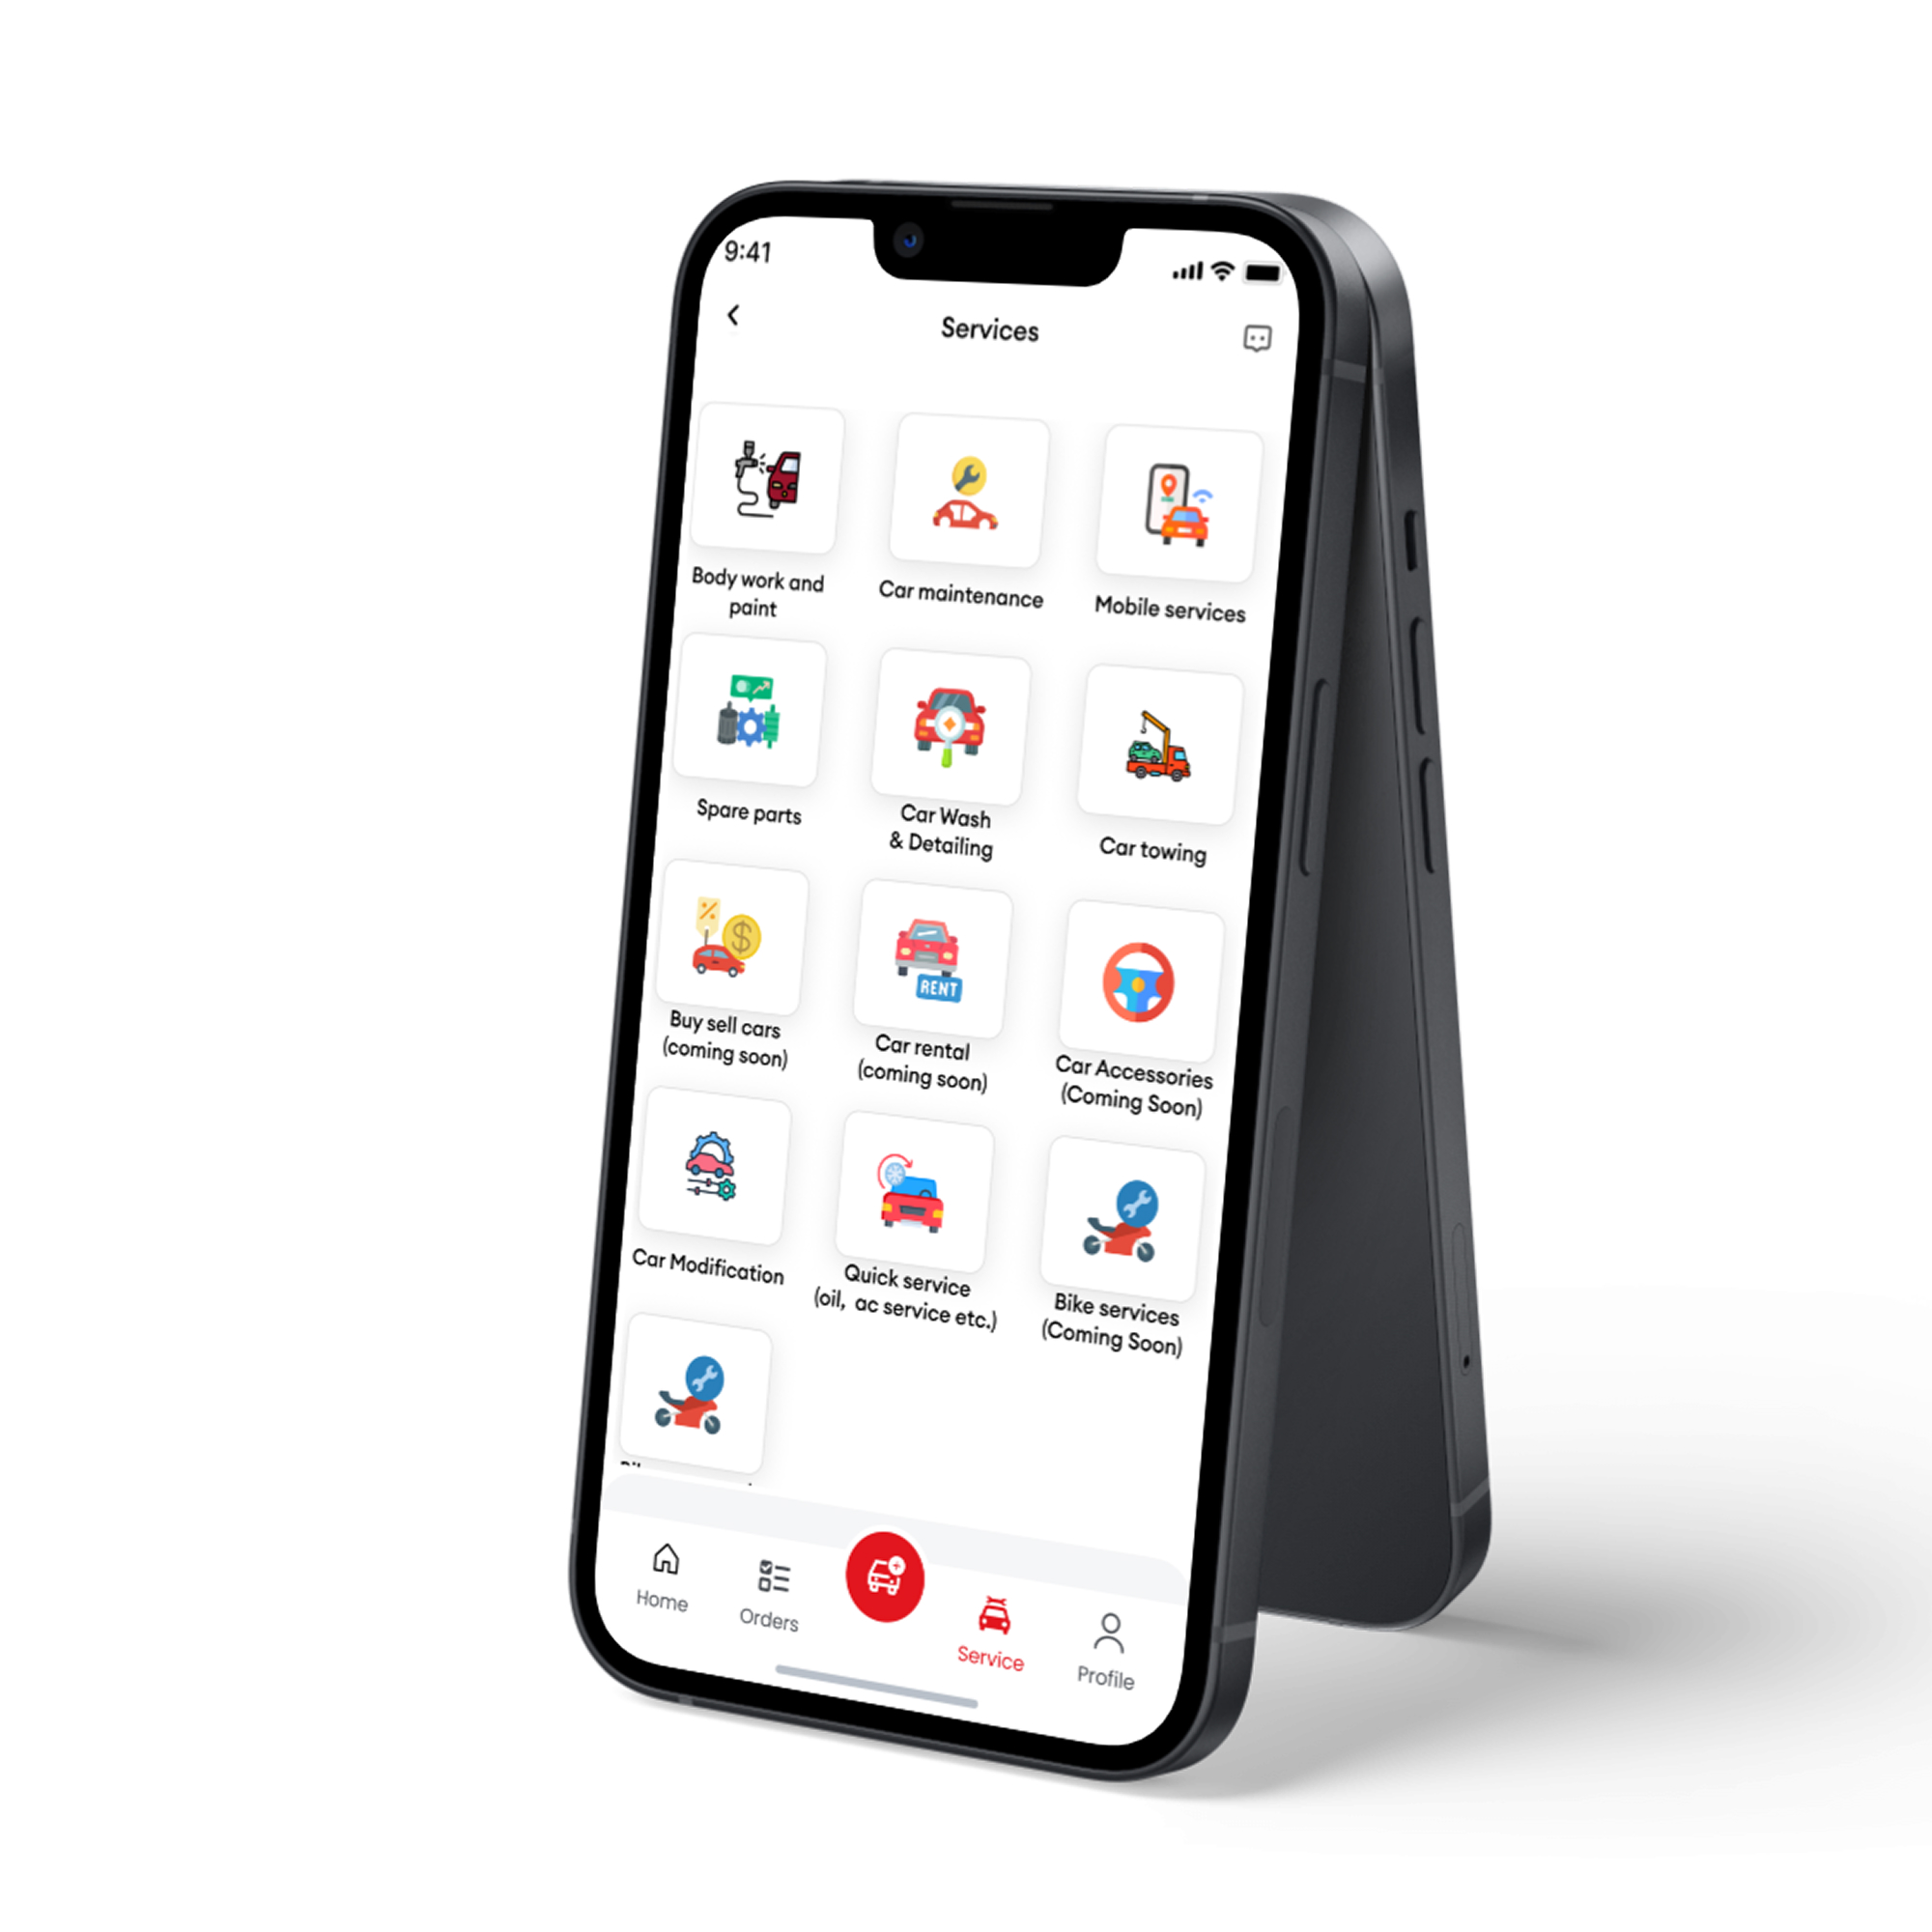 9:41
Services
Body work and
paint
Car maintenance
Mobile services
Spare parts
Car Wash
& Detailing
Car towing
Buy sell cars
(coming soon)
RENT
Car rental
(coming soon)
Car Accessories
(Coming Soon)
Car Modification
Quick service
(oil,  ac service etc.)
Bike services
(Coming Soon)
Home
Orders
Service
Profile